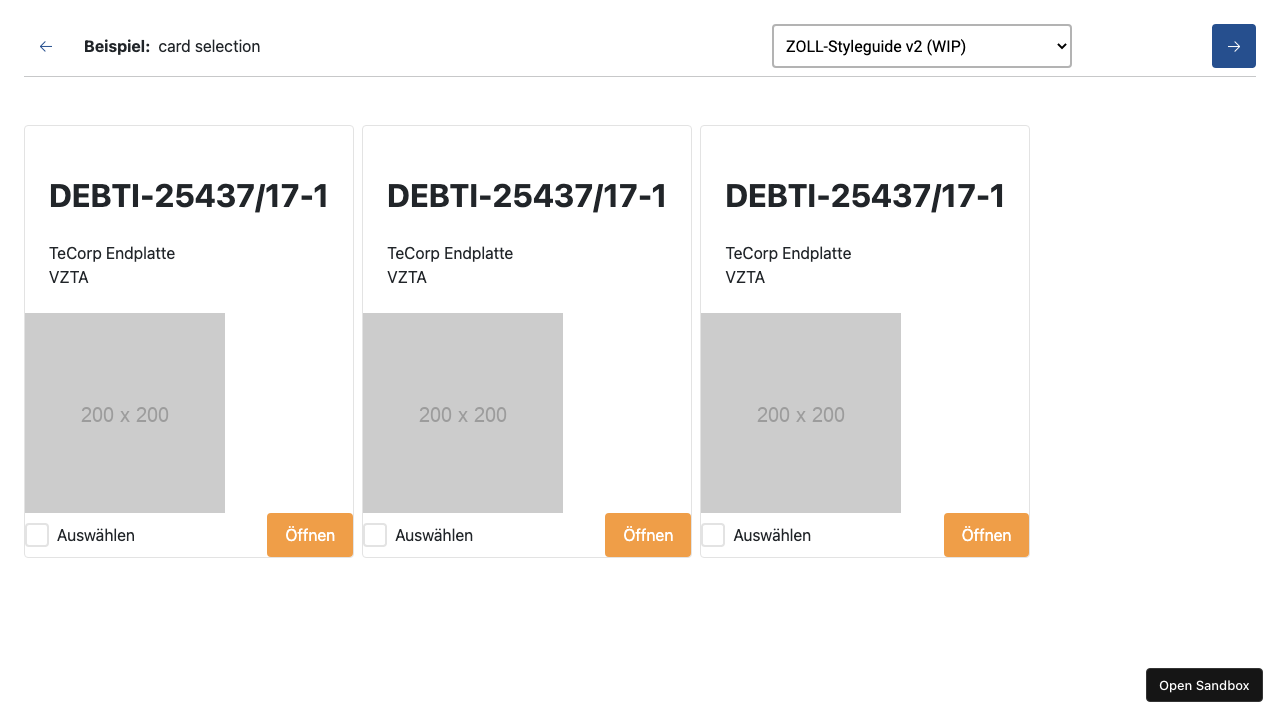 Beispiel: card selection
ZOLL-Styleguide v2 (WIP)
DEBTI-25437/17-1
TeCorp Endplatte
VZTA
200 x 200
Auswählen
Öffnen
DEBTI-25437/17-1
TeCorp Endplatte
VZTA
200 x 200
Auswählen
Öffnen
DEBTI-25437/17-1
TeCorp Endplatte
VZTA
200 x 200
Auswählen
Öffnen
Open Sandbox